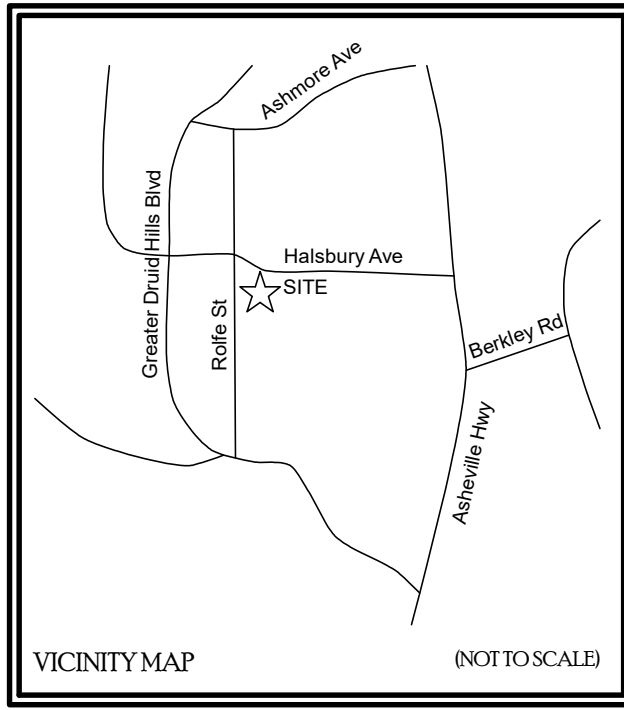 Ashmore Ave
Greater Druid Hills Blvd
Halsbury Ave
SITE
Rolfe St
Berkley Rd
Asheville Hwy
VICINITY MAP
(NOT TO SCALE)